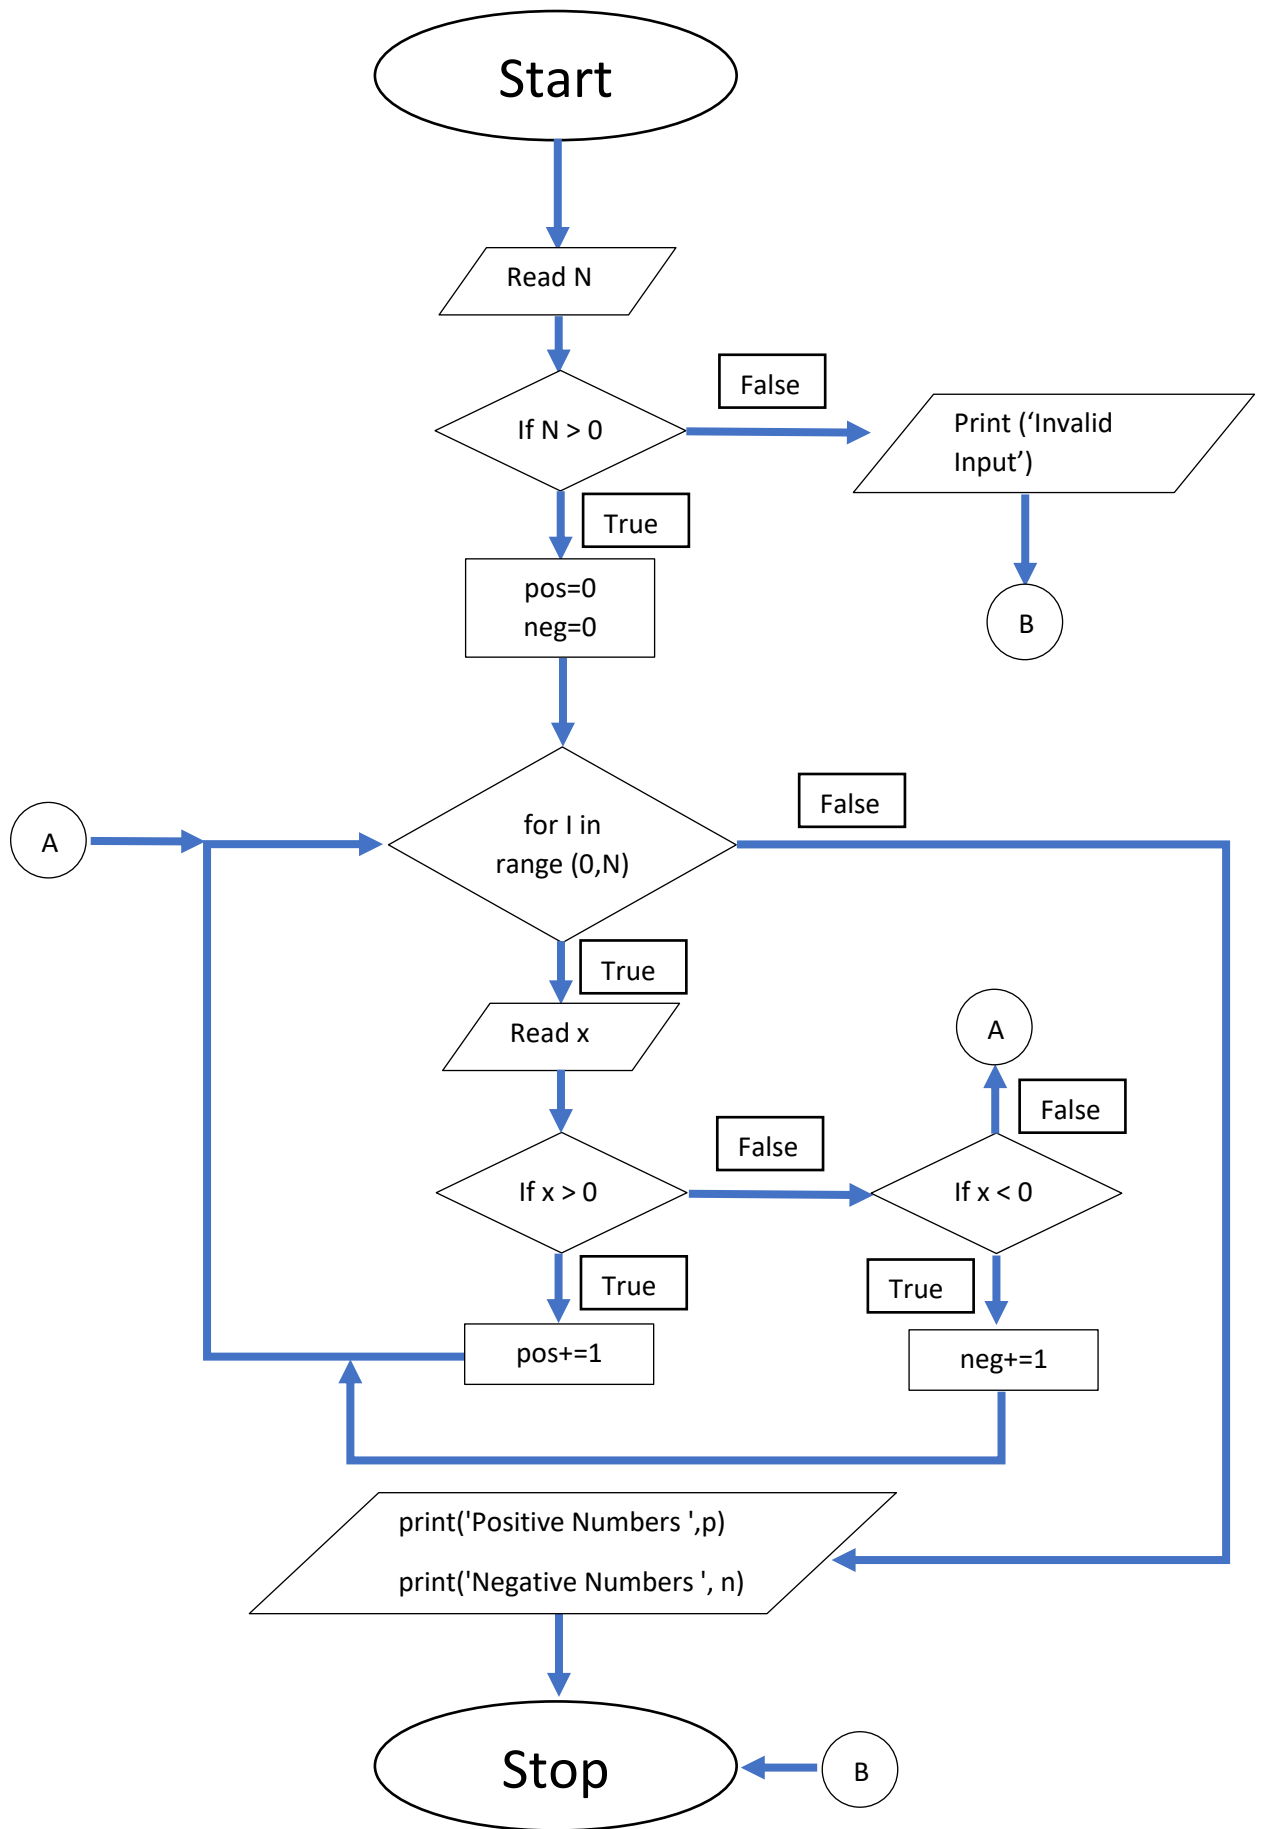 Start
Read N
False
If N > 0
Print (‘Invalid
Input’)
True
pos=0
neg=0
B
False
A
for I in
range (0,N)
True
Read x
A
False
False
If x > 0
If x < 0
True
True
pos+=1
neg+=1
print('Positive Numbers ',p)
print('Negative Numbers ', n)
Stop
B